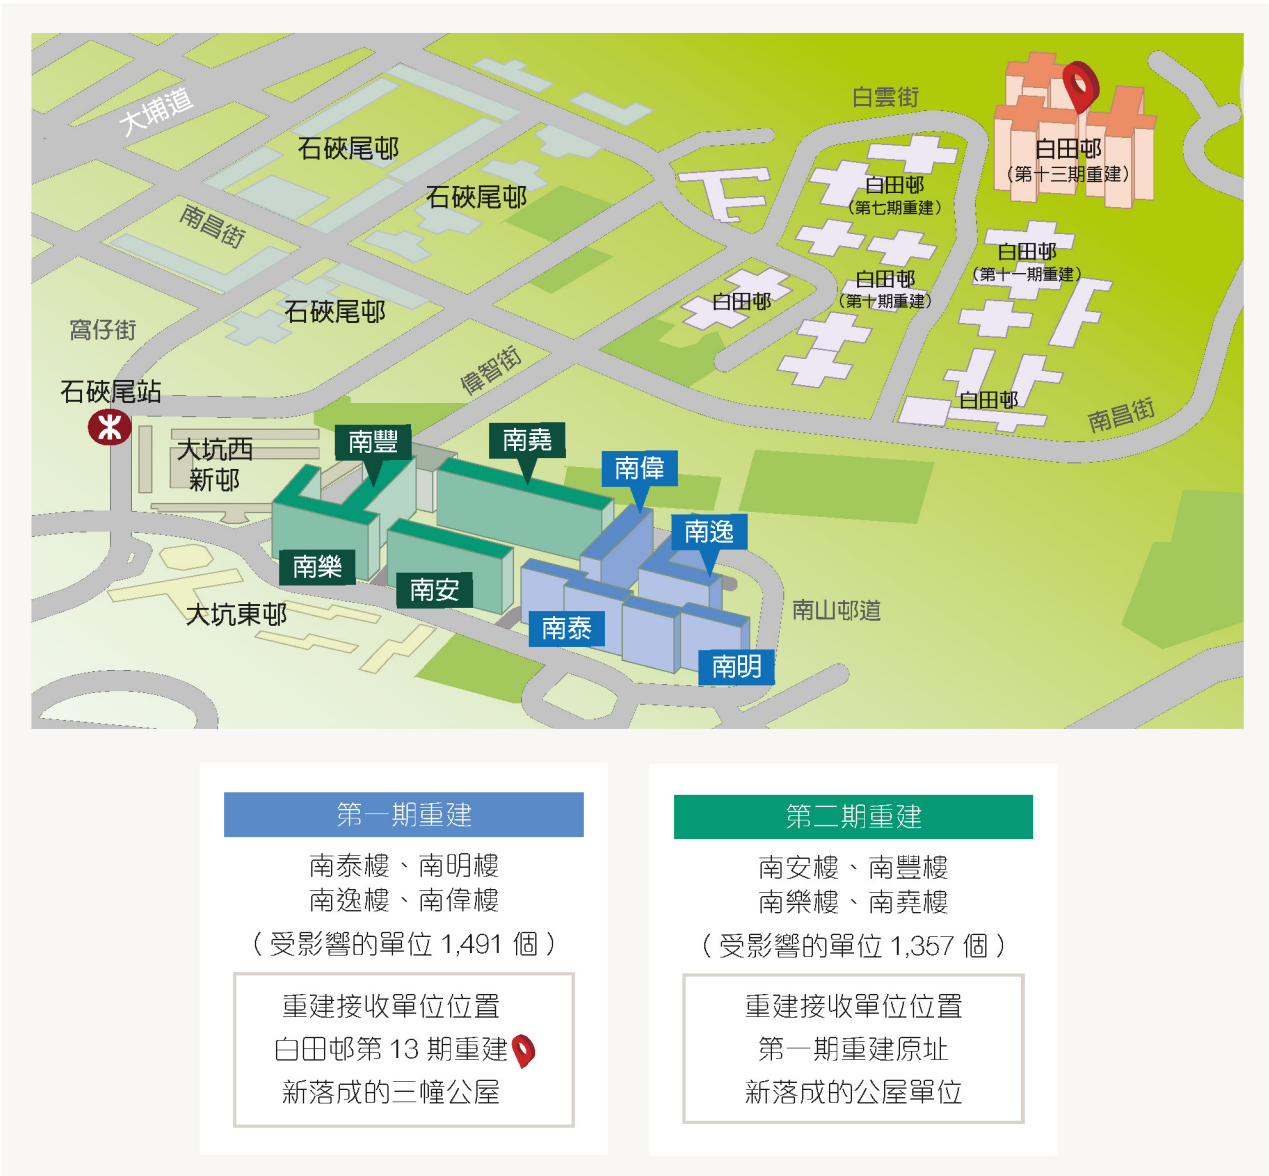 大埔道
白雲街
石硤尾邨
白田邨
（第十三期重建）
石硤尾邨
白田邨
（第七期重建）
南昌街
白田邨
（第十一期重建）
白田邨
（第十期重建）
白田邨
石硤尾邨
窩仔街
偉智街
石硤尾站
白田邨
南昌街
大坑西
新邨
南豐
南堯
南偉
南逸
南樂
南安
大坑東邨
南泰
南山邨道
南明
第一期重建
南泰樓、南明樓
南逸樓、南偉樓
（受影響的單位 1,491 個）
重建接收單位位置
白田邨第 13 期重建
新落成的三幢公屋
第二期重建
南安樓、南豐樓
南樂樓、南堯樓
（受影響的單位 1,357 個）
重建接收單位位置
第一期重建原址
新落成的公屋單位